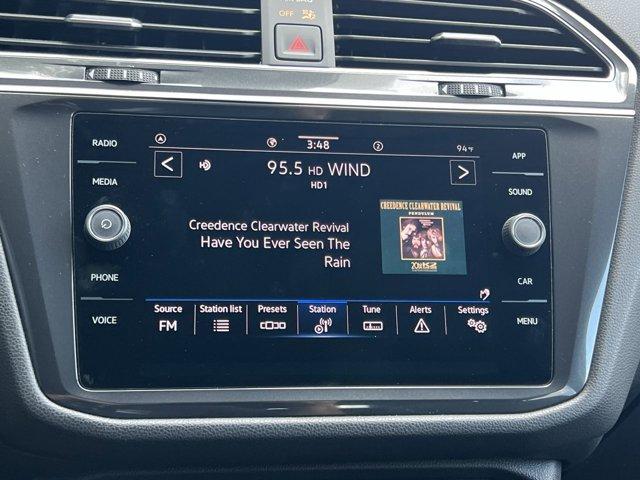 OFF
RADIO
MEDIA
PHONE
VOICE
3:48
94°F
95.5 HD WIND
HD1
Creedence Clearwater Revival
Have You Ever Seen The
Rain
CREEDENCE CLEARWATER REVIVAL
PENDULUM
Source
FM
Station list
Presets
Station
Tune
Alerts
Settings
APP
SOUND
CAR
MENU